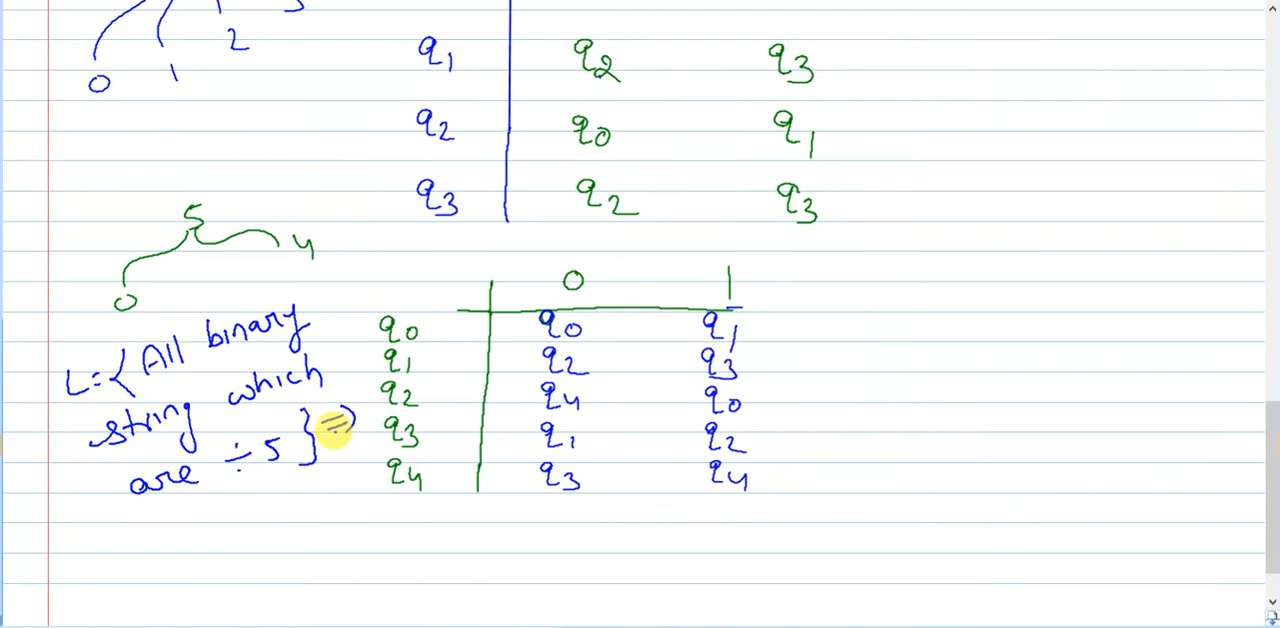 0 1 2
q1 q2 q3
q2 q0 q1
q3 q2 q3
5
0 4
0 1
q0 q0 q1
q1 q2 q3
q2 q4 q0
q3 q1 q2
q4 q3 q4
L={All binary
string which
are ÷5} ⇒